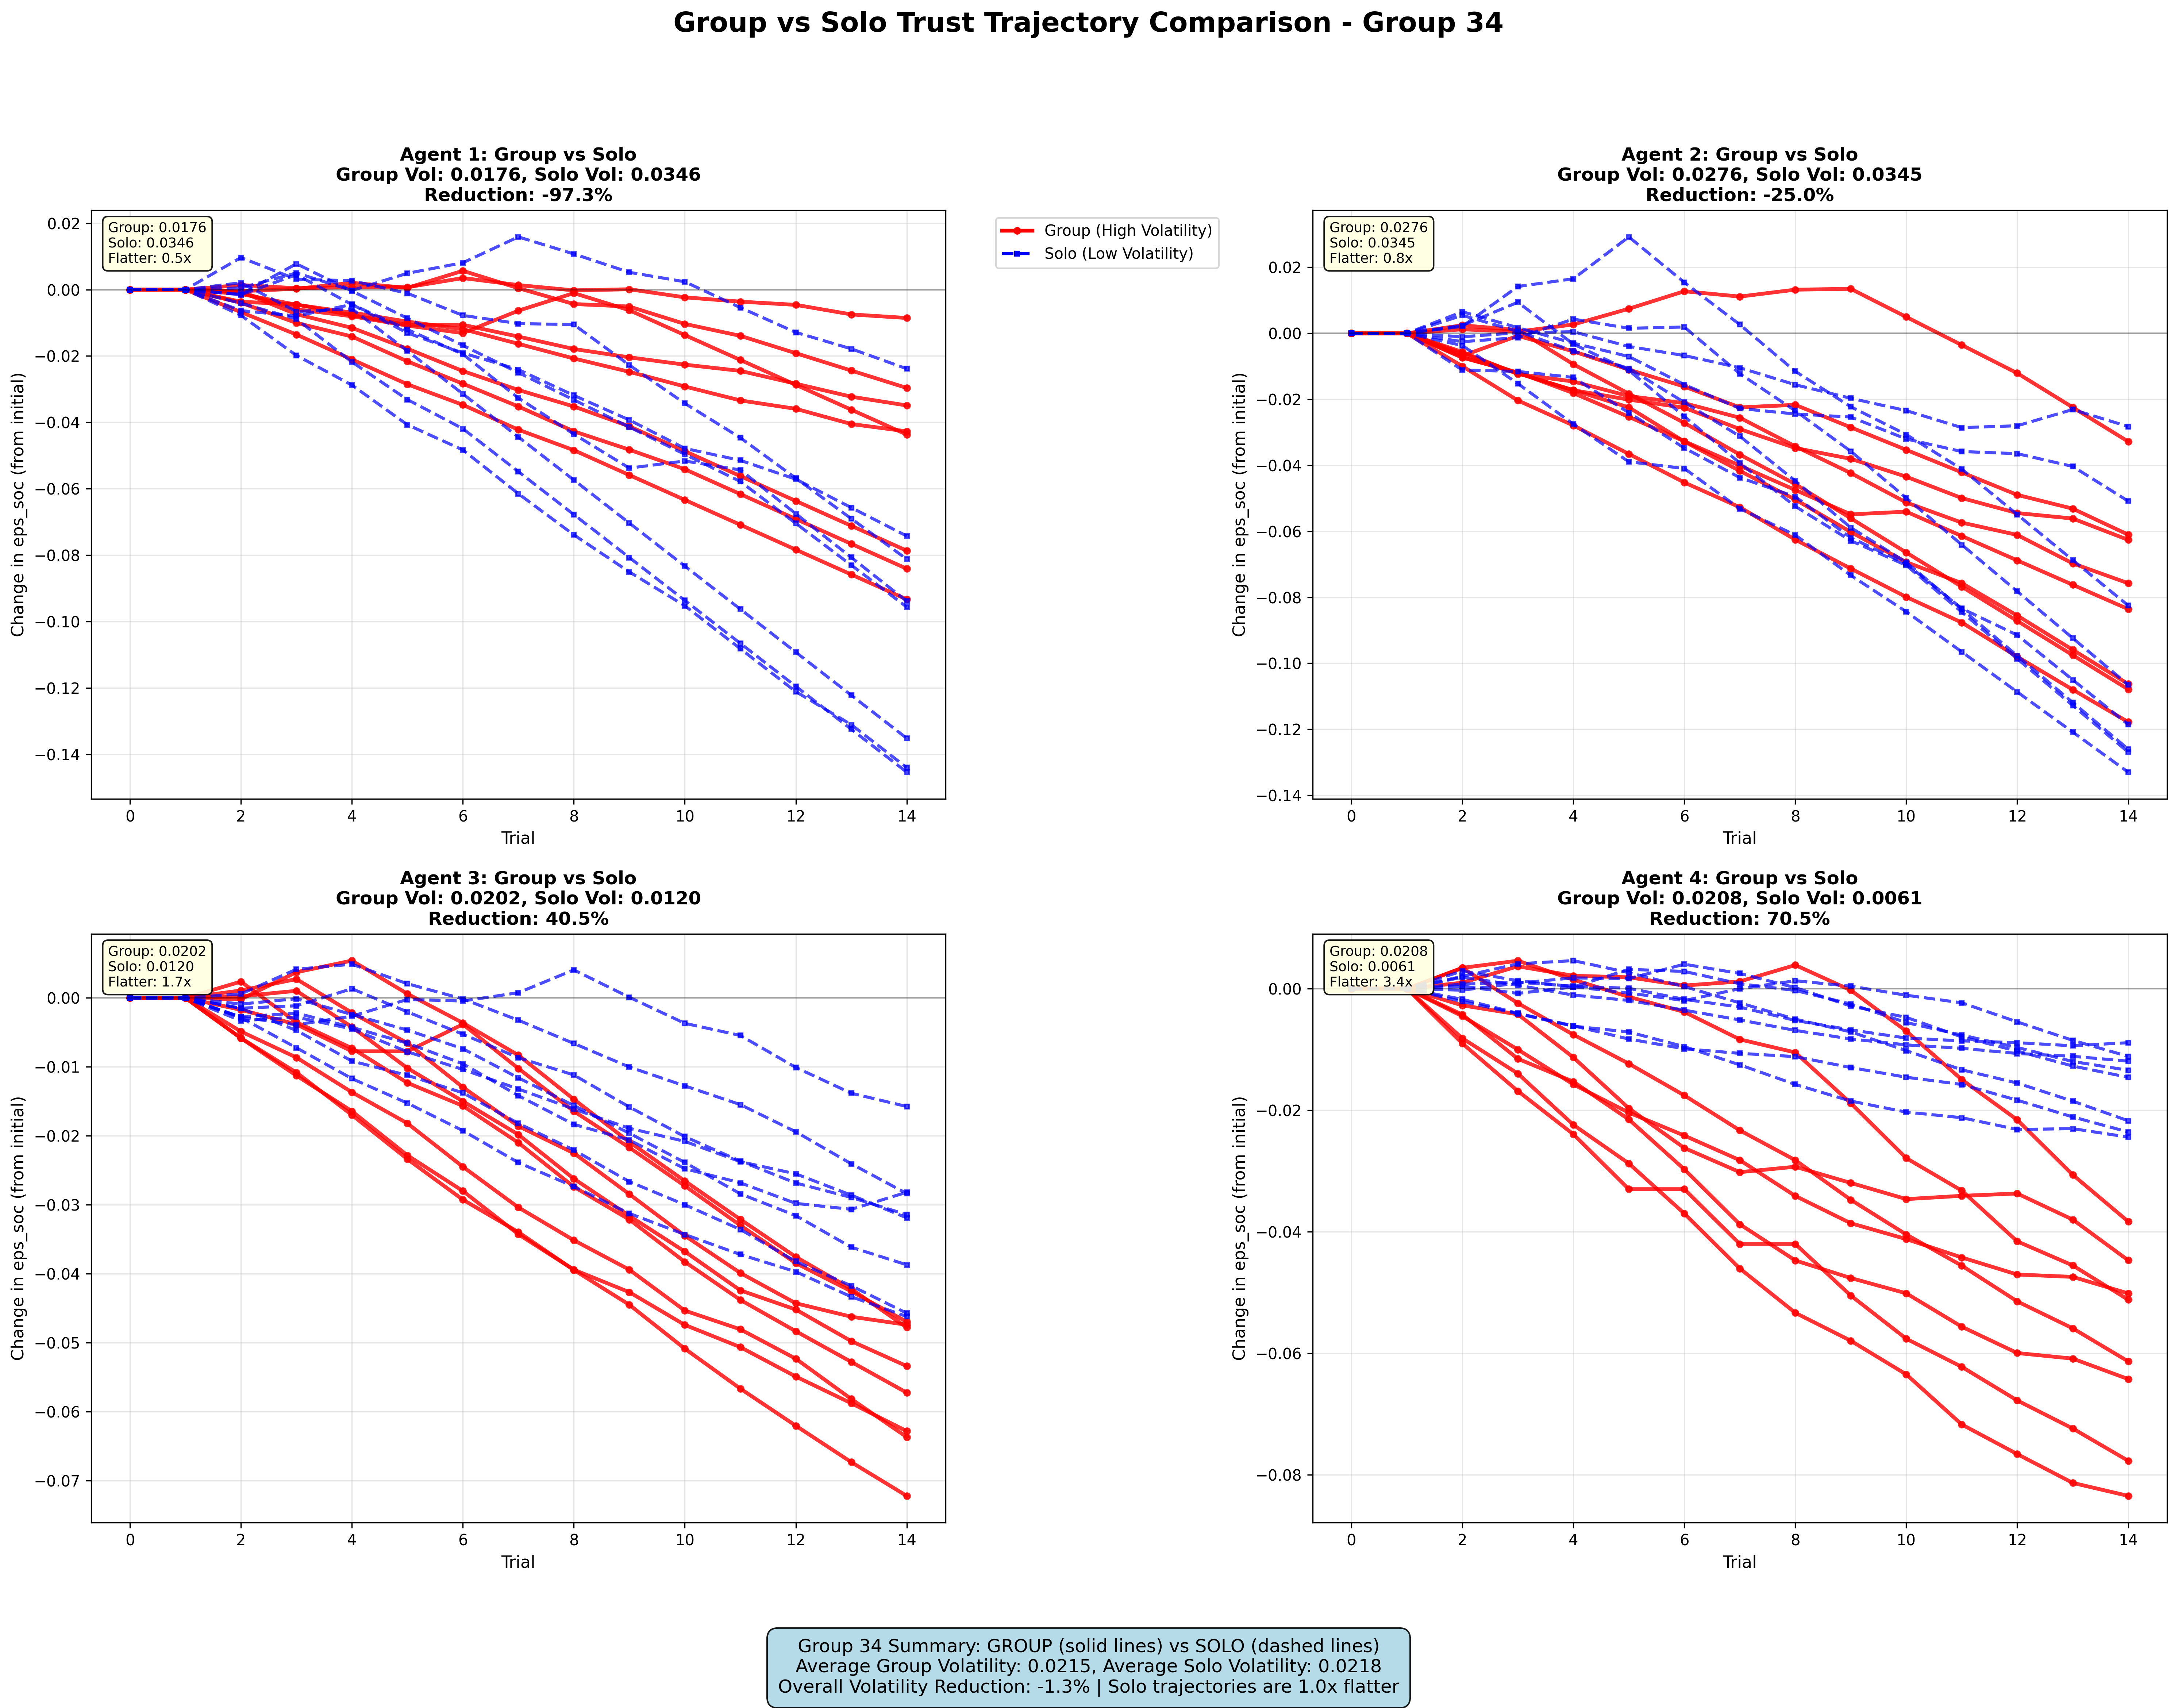 Group vs Solo Trust Trajectory Comparison - Group 34
Agent 1: Group vs Solo
Group Vol: 0.0176, Solo Vol: 0.0346
Reduction: -97.3%
Group: 0.0176
Solo: 0.0346
Flatter: 0.5x
Change in eps_soc (from initial)
0.02
0.00
−0.02
−0.04
−0.06
−0.08
−0.10
−0.12
−0.14
0 2 4 6 8 10 12 14
Trial
Group (High Volatility)
Solo (Low Volatility)
Agent 2: Group vs Solo
Group Vol: 0.0276, Solo Vol: 0.0345
Reduction: -25.0%
Group: 0.0276
Solo: 0.0345
Flatter: 0.8x
Change in eps_soc (from initial)
0.02
0.00
−0.02
−0.04
−0.06
−0.08
−0.10
−0.12
−0.14
0 2 4 6 8 10 12 14
Trial
Agent 3: Group vs Solo
Group Vol: 0.0202, Solo Vol: 0.0120
Reduction: 40.5%
Group: 0.0202
Solo: 0.0120
Flatter: 1.7x
Change in eps_soc (from initial)
0.00
−0.01
−0.02
−0.03
−0.04
−0.05
−0.06
−0.07
0 2 4 6 8 10 12 14
Trial
Agent 4: Group vs Solo
Group Vol: 0.0208, Solo Vol: 0.0061
Reduction: 70.5%
Group: 0.0208
Solo: 0.0061
Flatter: 3.4x
Change in eps_soc (from initial)
0.00
−0.02
−0.04
−0.06
−0.08
0 2 4 6 8 10 12 14
Trial
Group 34 Summary: GROUP (solid lines) vs SOLO (dashed lines)
Average Group Volatility: 0.0215, Average Solo Volatility: 0.0218
Overall Volatility Reduction: -1.3% | Solo trajectories are 1.0x flatter